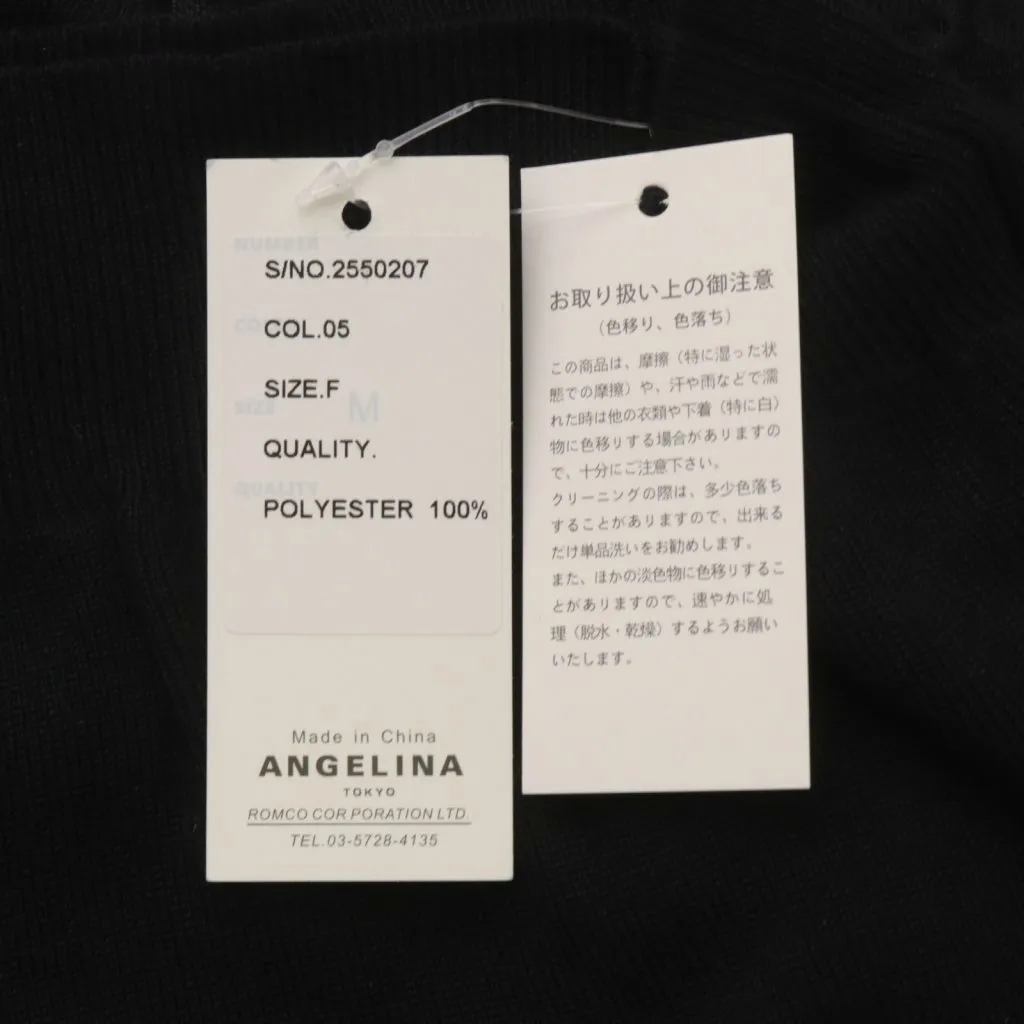 NUMBER
S/NO.2550207
COL.05
SIZE.F
SIZE M
QUALITY.
QUALITY
POLYESTER 100%
Made in China
ANGELINA
TOKYO
ROMCO COR PORATION LTD.
TEL.03-5728-4135
お取り扱い上の御注意
（色移り、色落ち）
この商品は、摩擦（特に湿った状
態での摩擦）や、汗や雨などで濡
れた時は他の衣類や下着（特に白）
物に色移りする場合がありますの
で、十分にご注意下さい。
クリーニングの際は、多少色落ち
することがありますので、出来る
だけ単品洗いをお勧めします。
また、ほかの淡色物に色移りするこ
とがありますので、速やかに処
理（脱水・乾燥）するようお願い
いたします。